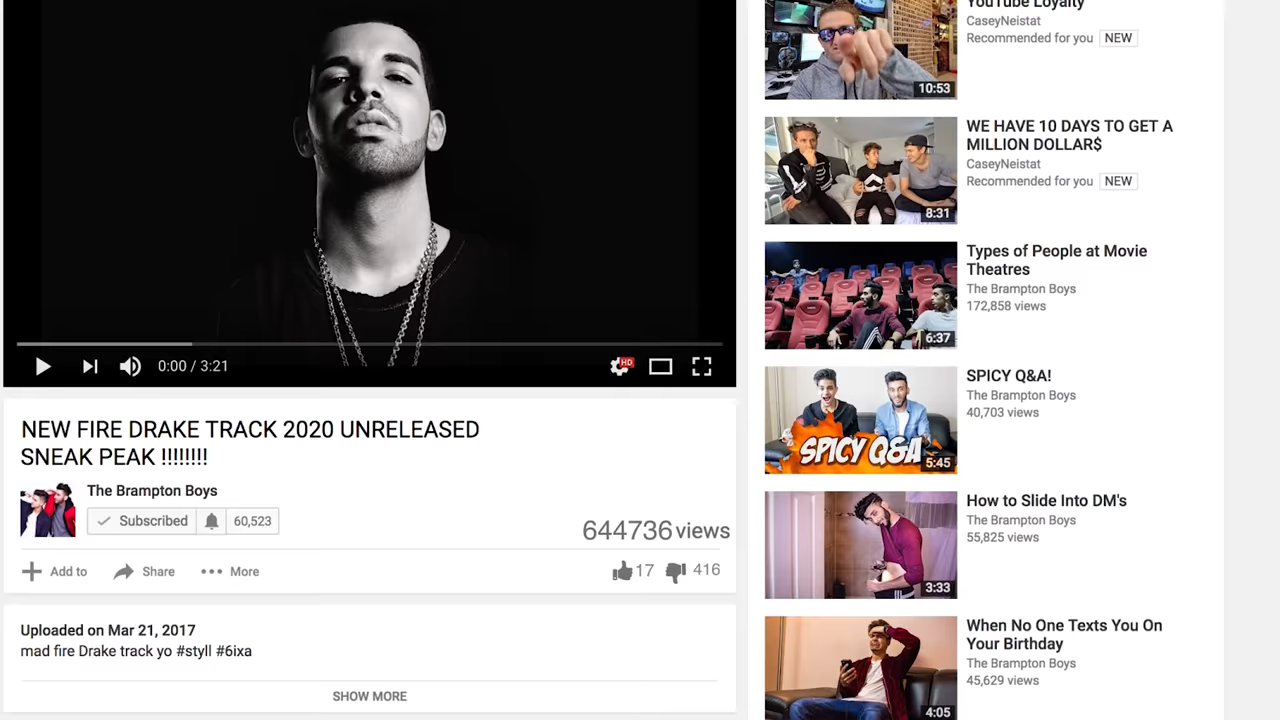 0:00 / 3:21
HD
NEW FIRE DRAKE TRACK 2020 UNRELEASED
SNEAK PEAK !!!!!!!!
The Brampton Boys
Subscribed 60,523
644736 views
Add to Share More
17 416
Uploaded on Mar 21, 2017
mad fire Drake track yo #styll #6ixa
SHOW MORE
YouTube Loyalty
CaseyNeistat
Recommended for you NEW
10:53
WE HAVE 10 DAYS TO GET A
MILLION DOLLAR$
CaseyNeistat
Recommended for you NEW
8:31
Types of People at Movie
Theatres
The Brampton Boys
172,858 views
6:37
SPICY Q&A!
The Brampton Boys
40,703 views
SPICY Q&A
5:45
How to Slide Into DM's
The Brampton Boys
55,825 views
3:33
When No One Texts You On
Your Birthday
The Brampton Boys
45,629 views
4:05